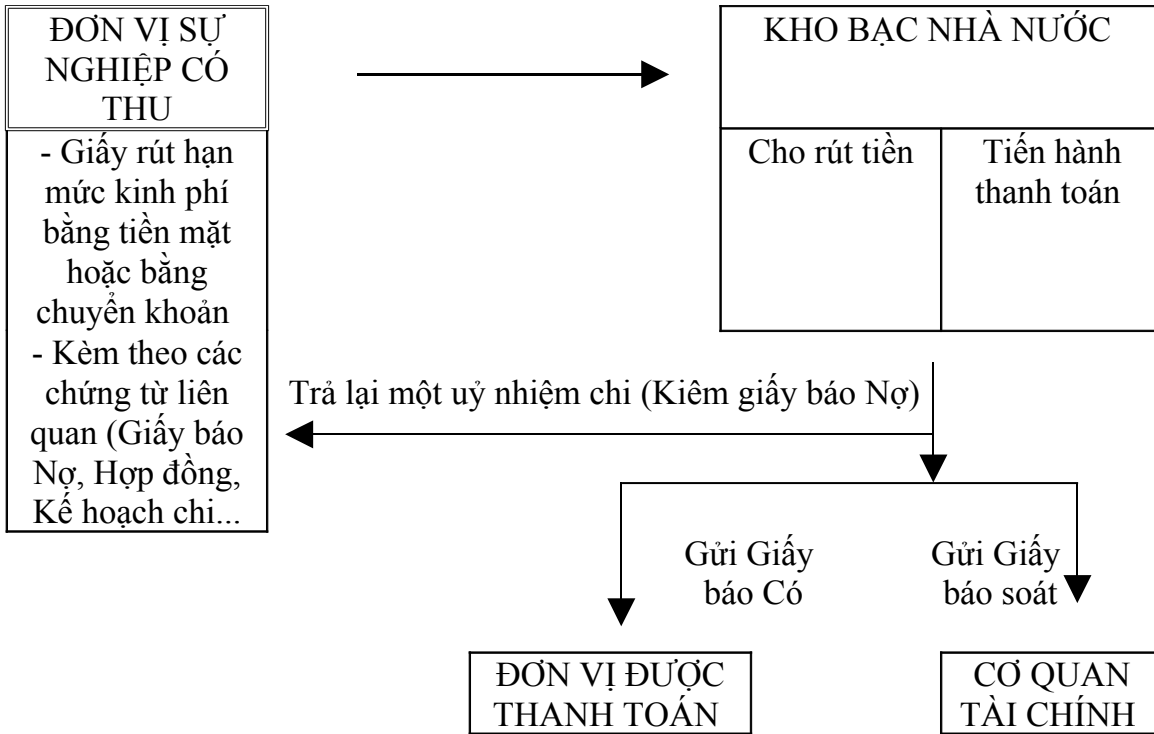 ĐƠN VỊ SỰ
NGHIỆP CÓ
THU
- Giấy rút hạn
mức kinh phí
bằng tiền mặt
hoặc bằng
chuyển khoản
- Kèm theo các
chứng từ liên
quan (Giấy báo
Nợ, Hợp đồng,
Kế hoạch chi...
KHO BẠC NHÀ NƯỚC
Cho rút tiền
Tiến hành
thanh toán
Trả lại một uỷ nhiệm chi (Kiêm giấy báo Nợ)
Gửi Giấy
báo Có
Gửi Giấy
báo soát
ĐƠN VỊ ĐƯỢC
THANH TOÁN
CƠ QUAN
TÀI CHÍNH